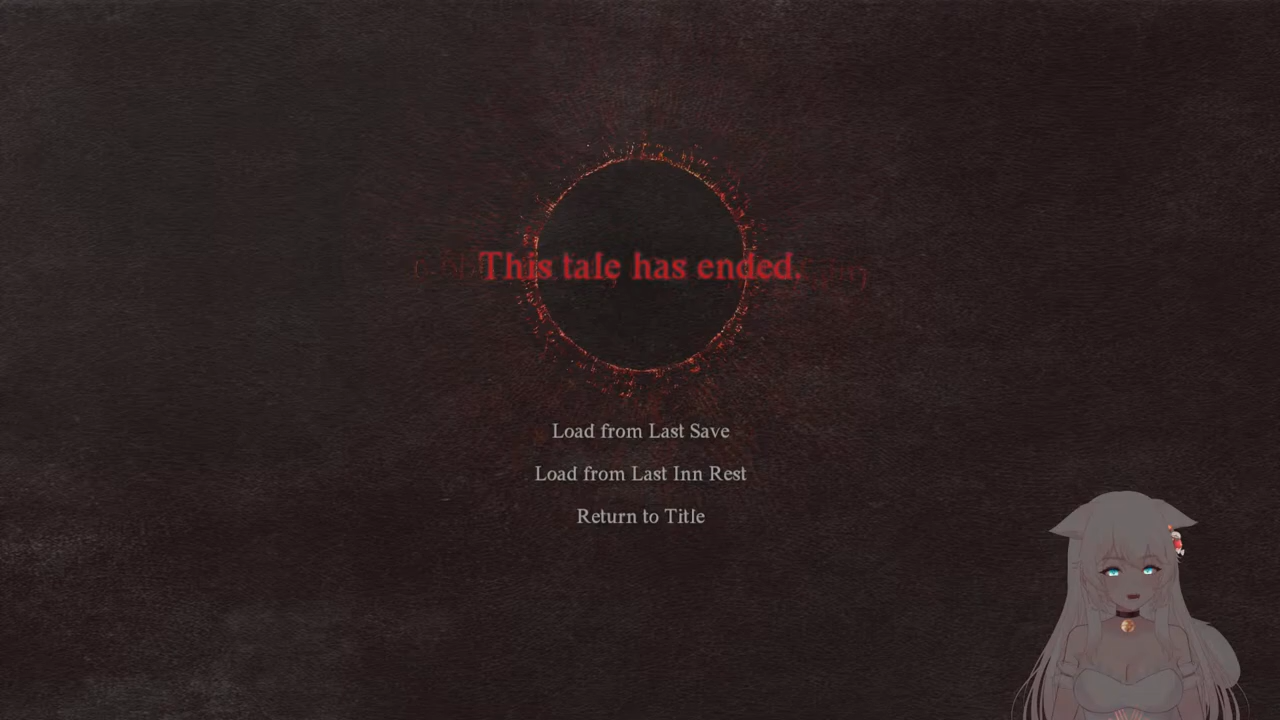 This tale has ended.
Load from Last Save
Load from Last Inn Rest
Return to Title